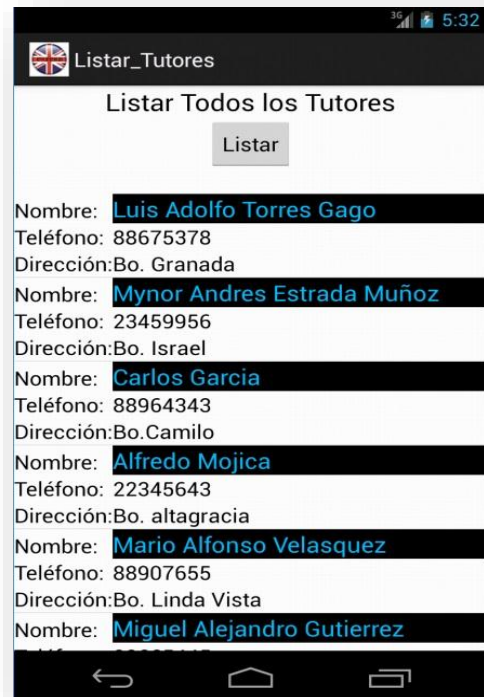 3G 5:32
Listar_Tutores
Listar Todos los Tutores
Listar
Nombre: Luis Adolfo Torres Gago
Teléfono: 88675378
Dirección:Bo. Granada
Nombre: Mynor Andres Estrada Muñoz
Teléfono: 23459956
Dirección:Bo. Israel
Nombre: Carlos Garcia
Teléfono: 88964343
Dirección:Bo.Camilo
Nombre: Alfredo Mojica
Teléfono: 22345643
Dirección:Bo. altagracia
Nombre: Mario Alfonso Velasquez
Teléfono: 88907655
Dirección:Bo. Linda Vista
Nombre: Miguel Alejandro Gutierrez